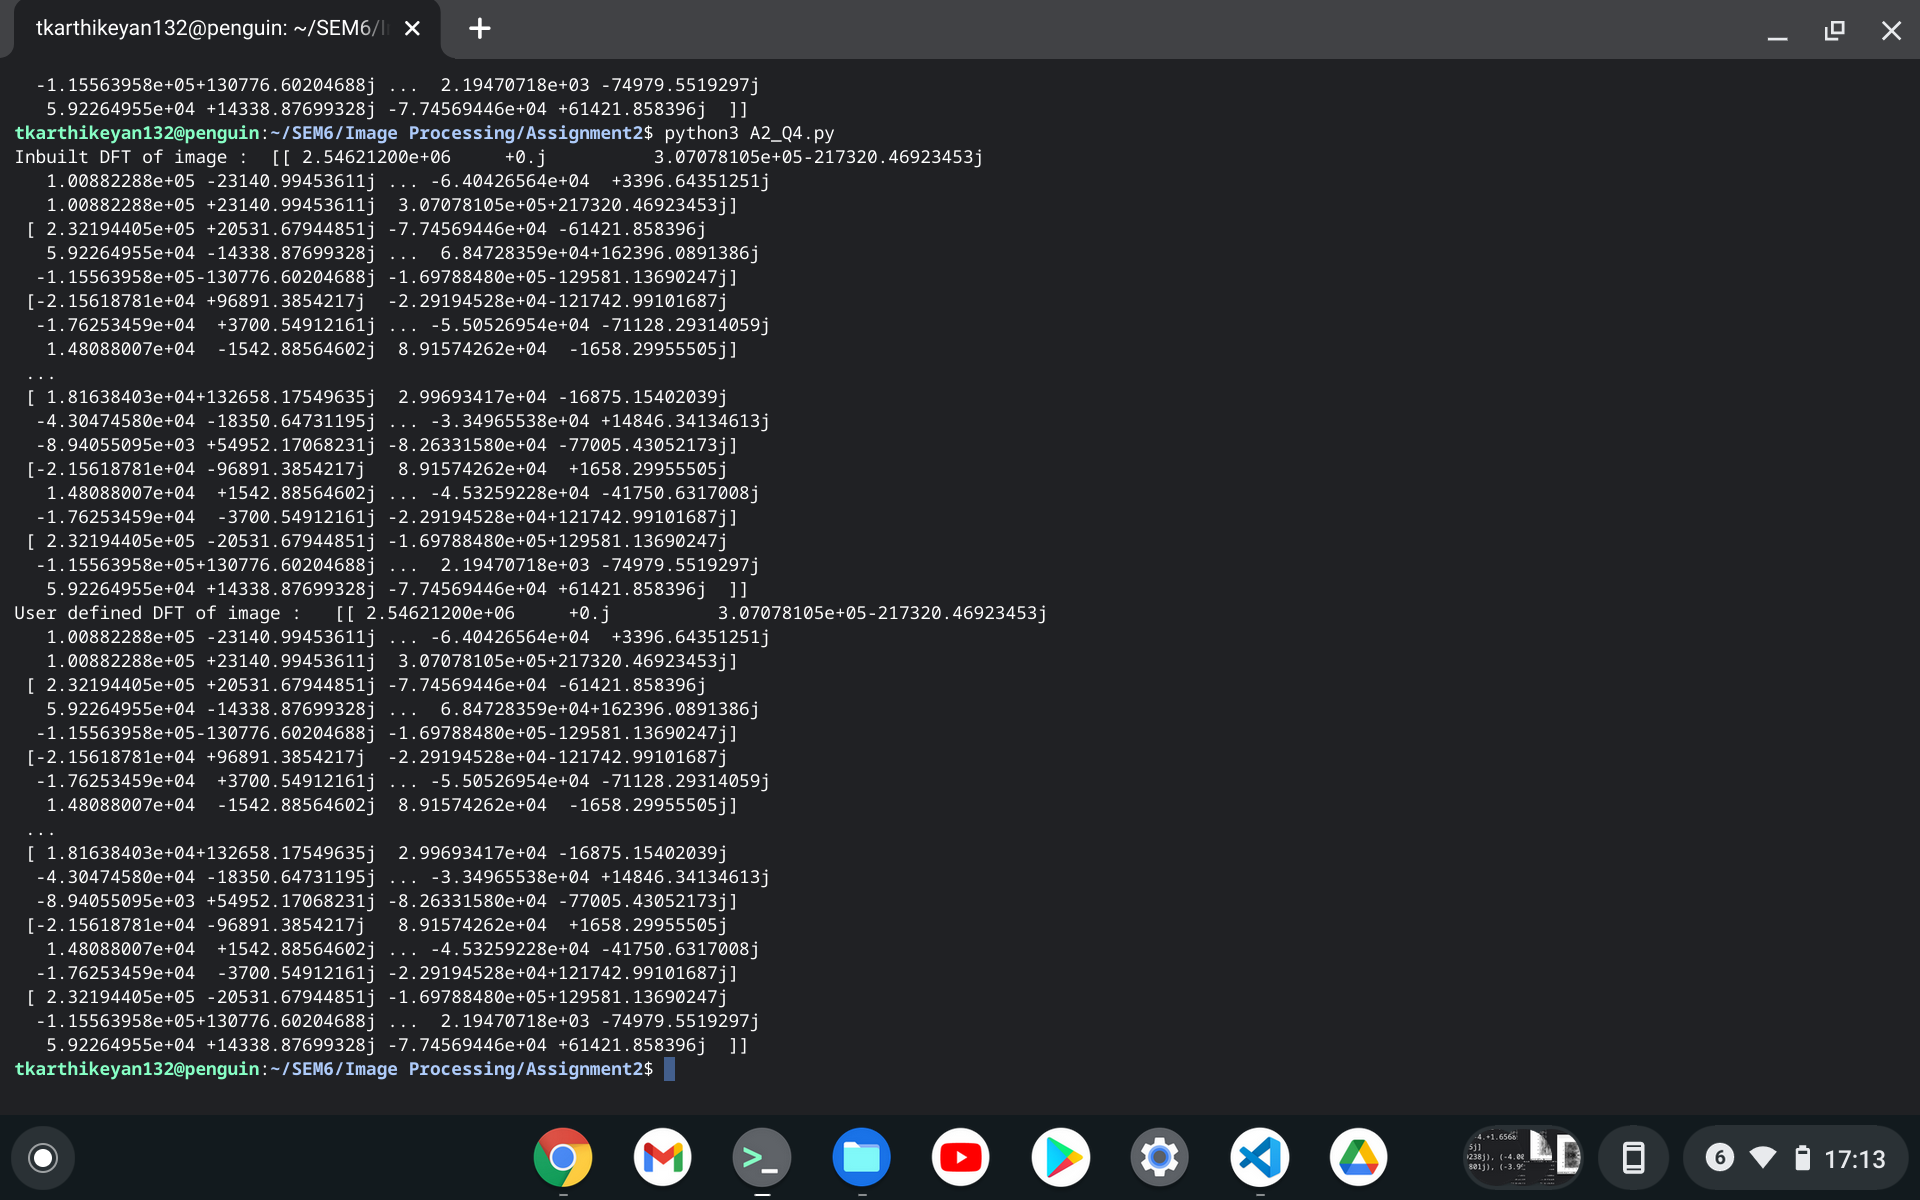 tkarthikeyan132@penguin: ~/SEM6/
-1.15563958e+05+130776.60204688j ...  2.19470718e+03 -74979.5519297j
5.92264955e+04 +14338.87699328j -7.74569446e+04 +61421.858396j  ]]
tkarthikeyan132@penguin:~/SEM6/Image Processing/Assignment2$ python3 A2_Q4.py
Inbuilt DFT of image :  [[ 2.54621200e+06     +0.j          3.07078105e+05-217320.46923453j
1.00882288e+05 -23140.99453611j ... -6.40426564e+04  +3396.64351251j
1.00882288e+05 +23140.99453611j  3.07078105e+05+217320.46923453j]
[ 2.32194405e+05 +20531.67944851j -7.74569446e+04 -61421.858396j
5.92264955e+04 -14338.87699328j ...  6.84728359e+04+162396.0891386j
-1.15563958e+05-130776.60204688j -1.69788480e+05-129581.13690247j]
[-2.15618781e+04 +96891.3854217j  -2.29194528e+04-121742.99101687j
-1.76253459e+04  +3700.54912161j ... -5.50526954e+04 -71128.29314059j
1.48088007e+04  -1542.88564602j  8.91574262e+04  -1658.29955505j]
...
[ 1.81638403e+04+132658.17549635j  2.99693417e+04 -16875.15402039j
-4.30474580e+04 -18350.64731195j ... -3.34965538e+04 +14846.34134613j
-8.94055095e+03 +54952.17068231j -8.26331580e+04 -77005.43052173j]
[-2.15618781e+04 -96891.3854217j   8.91574262e+04  +1658.29955505j
1.48088007e+04  +1542.88564602j ... -4.53259228e+04 -41750.6317008j
-1.76253459e+04  -3700.54912161j -2.29194528e+04+121742.99101687j]
[ 2.32194405e+05 -20531.67944851j -1.69788480e+05+129581.13690247j
-1.15563958e+05+130776.60204688j ...  2.19470718e+03 -74979.5519297j
5.92264955e+04 +14338.87699328j -7.74569446e+04 +61421.858396j  ]]
User defined DFT of image :   [[ 2.54621200e+06     +0.j          3.07078105e+05-217320.46923453j
1.00882288e+05 -23140.99453611j ... -6.40426564e+04  +3396.64351251j
1.00882288e+05 +23140.99453611j  3.07078105e+05+217320.46923453j]
[ 2.32194405e+05 +20531.67944851j -7.74569446e+04 -61421.858396j
5.92264955e+04 -14338.87699328j ...  6.84728359e+04+162396.0891386j
-1.15563958e+05-130776.60204688j -1.69788480e+05-129581.13690247j]
[-2.15618781e+04 +96891.3854217j  -2.29194528e+04-121742.99101687j
-1.76253459e+04  +3700.54912161j ... -5.50526954e+04 -71128.29314059j
1.48088007e+04  -1542.88564602j  8.91574262e+04  -1658.29955505j]
...
[ 1.81638403e+04+132658.17549635j  2.99693417e+04 -16875.15402039j
-4.30474580e+04 -18350.64731195j ... -3.34965538e+04 +14846.34134613j
-8.94055095e+03 +54952.17068231j -8.26331580e+04 -77005.43052173j]
[-2.15618781e+04 -96891.3854217j   8.91574262e+04  +1658.29955505j
1.48088007e+04  +1542.88564602j ... -4.53259228e+04 -41750.6317008j
-1.76253459e+04  -3700.54912161j -2.29194528e+04+121742.99101687j]
[ 2.32194405e+05 -20531.67944851j -1.69788480e+05+129581.13690247j
-1.15563958e+05+130776.60204688j ...  2.19470718e+03 -74979.5519297j
5.92264955e+04 +14338.87699328j -7.74569446e+04 +61421.858396j  ]]
tkarthikeyan132@penguin:~/SEM6/Image Processing/Assignment2$
6 17:13